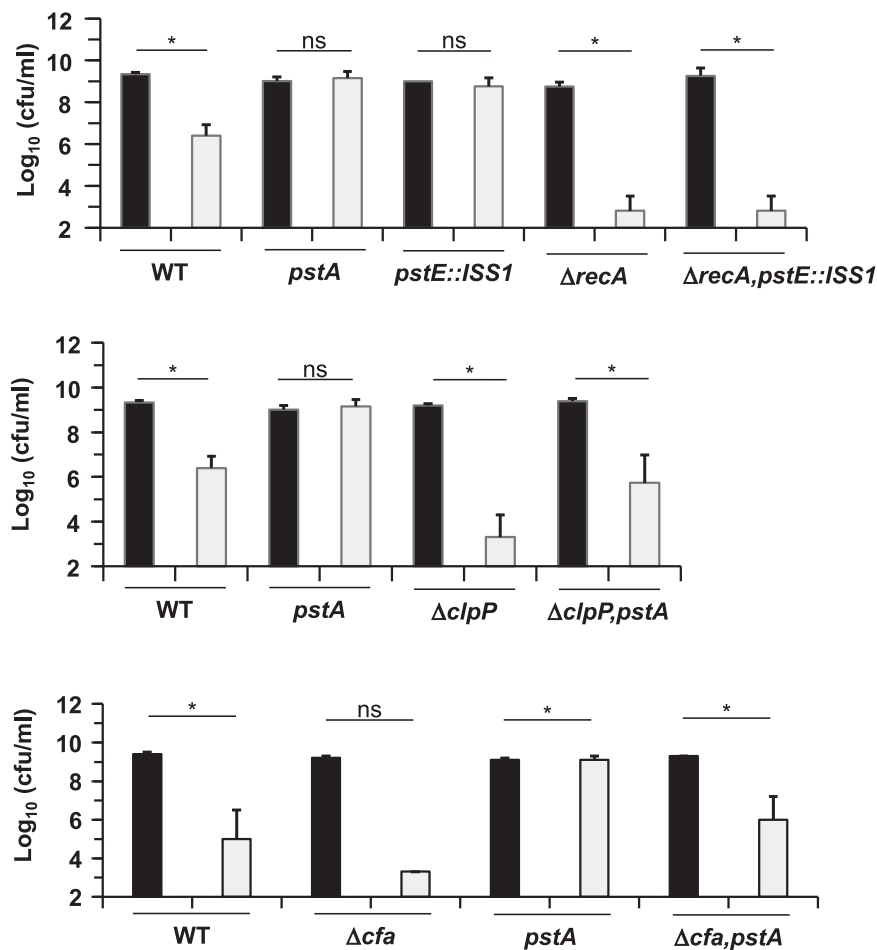 12
10
8
6
4
2
Log10 (cfu/ml)
* ns ns * *
WT pstA pstE::ISS1 ΔrecA ΔrecA,pstE::ISS1
12
10
8
6
4
2
Log10 (cfu/ml)
* ns * *
WT pstA ΔclpP ΔclpP,pstA
12
10
8
6
4
2
Log10 (cfu/ml)
* ns * *
WT Δcfa pstA Δcfa,pstA